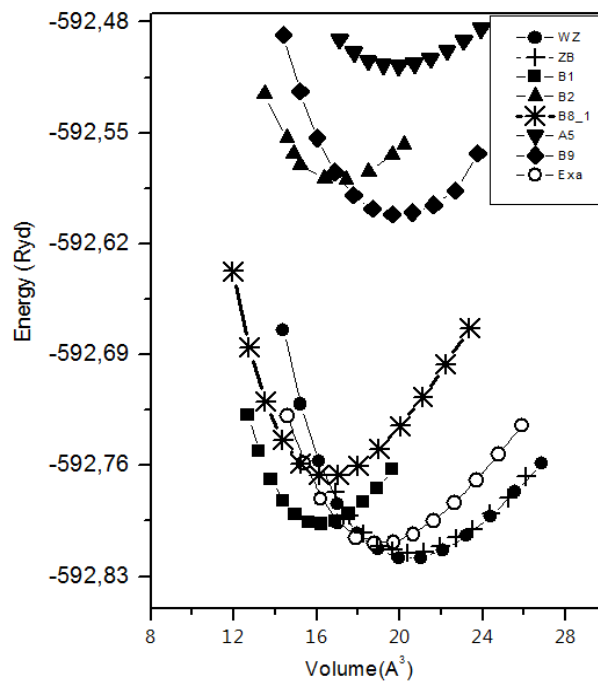 -592,48
-592,55
-592,62
-592,69
-592,76
-592,83
Energy (Ryd)
8
12
16
20
24
28
Volume(A³)
WZ
ZB
B1
B2
B8_1
A5
B9
Exa